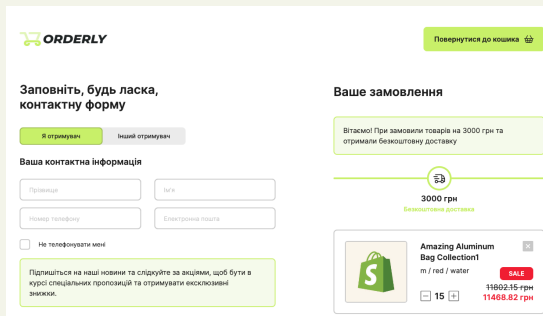 ORDERLY
Повернутися до кошика
Заповніть, будь ласка,
контактну форму
Я отримувач
Інший отримувач
Ваша контактна інформація
Прізвище
Ім'я
Номер телефону
Електронна пошта
Не телефонувати мені
Підпишіться на наші новини та слідкуйте за акціями, щоб бути в
курсі спеціальних пропозицій та отримувати ексклюзивні
знижки.
Ваше замовлення
Вітаємо! При замовили товарів на 3000 грн та
отримали безкоштовну доставку
3000 грн
Безкоштовна доставка
Amazing Aluminum
Bag Collection1
m / red / water
SALE
15
11802.15 грн
11468.82 грн